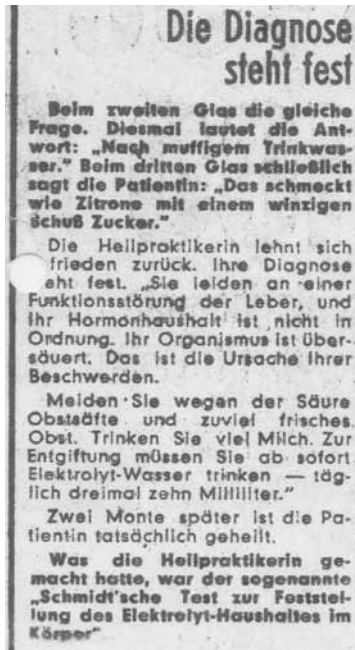 Die Diagnose
steht fest
Beim zweiten Glas die gleiche
Frage. Diesmal lautet die Ant-
wort: „Nach muffigem Trinkwas-
ser.” Beim dritten Glas schließlich
sagt die Patientin: „Das schmeckt
wie Zitrone mit einem winzigen
Schuß Zucker.”
Die Heilpraktikerin lehnt sich
frieden zurück. Ihre Diagnose
eht fest. „Sie leiden an einer
Funktionsstörung der Leber, und
Ihr Hormonhaushalt ist nicht in
Ordnung. Ihr Organismus ist über-
säuert. Das ist die Ursache Ihrer
Beschwerden.
Meiden Sie wegen der Säure
Obstsäfte und zuviel frisches
Obst. Trinken Sie viel Milch. Zur
Entgiftung müssen Sie ab sofort
Elektrolyt-Wasser trinken — täg-
lich dreimal zehn Milliliter.”
Zwei Monte später ist die Pa-
tientin tatsächlich geheilt.
Was die Heilpraktikerin ge-
macht hatte, war der sogenannte
„Schmidt'sche Test zur Feststel-
lung des Elektrolyt-Haushaltes im
Körper”